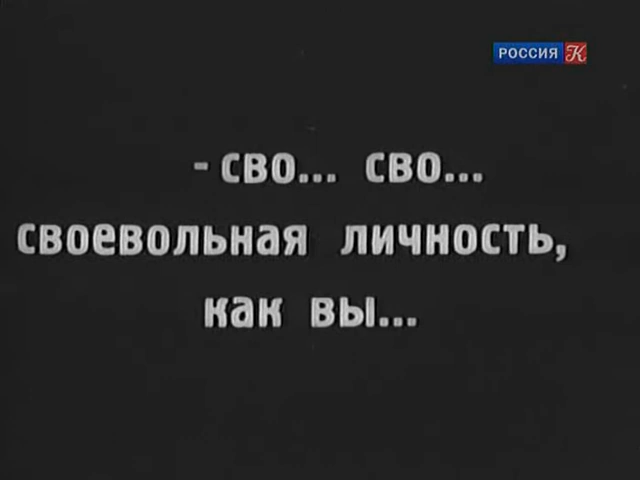 РОССИЯ К
- сво... сво...
своевольная личность,
как вы...